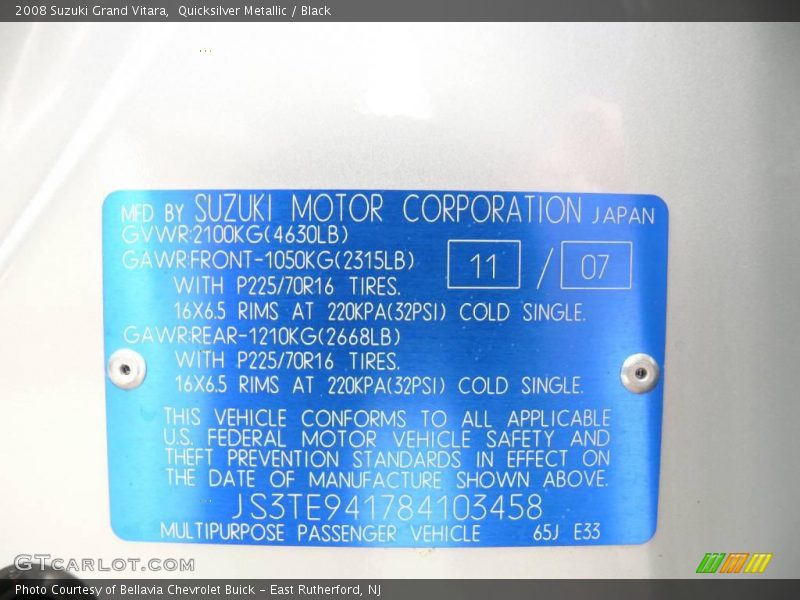 2008 Suzuki Grand Vitara,  Quicksilver Metallic / Black
MFD BY SUZUKI MOTOR CORPORATION JAPAN
GVWR:2100KG(4630LB)
GAWR:FRONT-1050KG(2315LB) 11 / 07
WITH P225/70R16 TIRES.
16X6.5 RIMS AT 220KPA(32PSI) COLD SINGLE.
GAWR:REAR-1210KG(2668LB)
WITH P225/70R16 TIRES.
16X6.5 RIMS AT 220KPA(32PSI) COLD SINGLE.
THIS VEHICLE CONFORMS TO ALL APPLICABLE
U.S. FEDERAL MOTOR VEHICLE SAFETY AND
THEFT PREVENTION STANDARDS IN EFFECT ON
THE DATE OF MANUFACTURE SHOWN ABOVE.
JS3TE941784103458
MULTIPURPOSE PASSENGER VEHICLE 65J E33
GTCARLOT.COM
Photo Courtesy of Bellavia Chevrolet Buick - East Rutherford, NJ